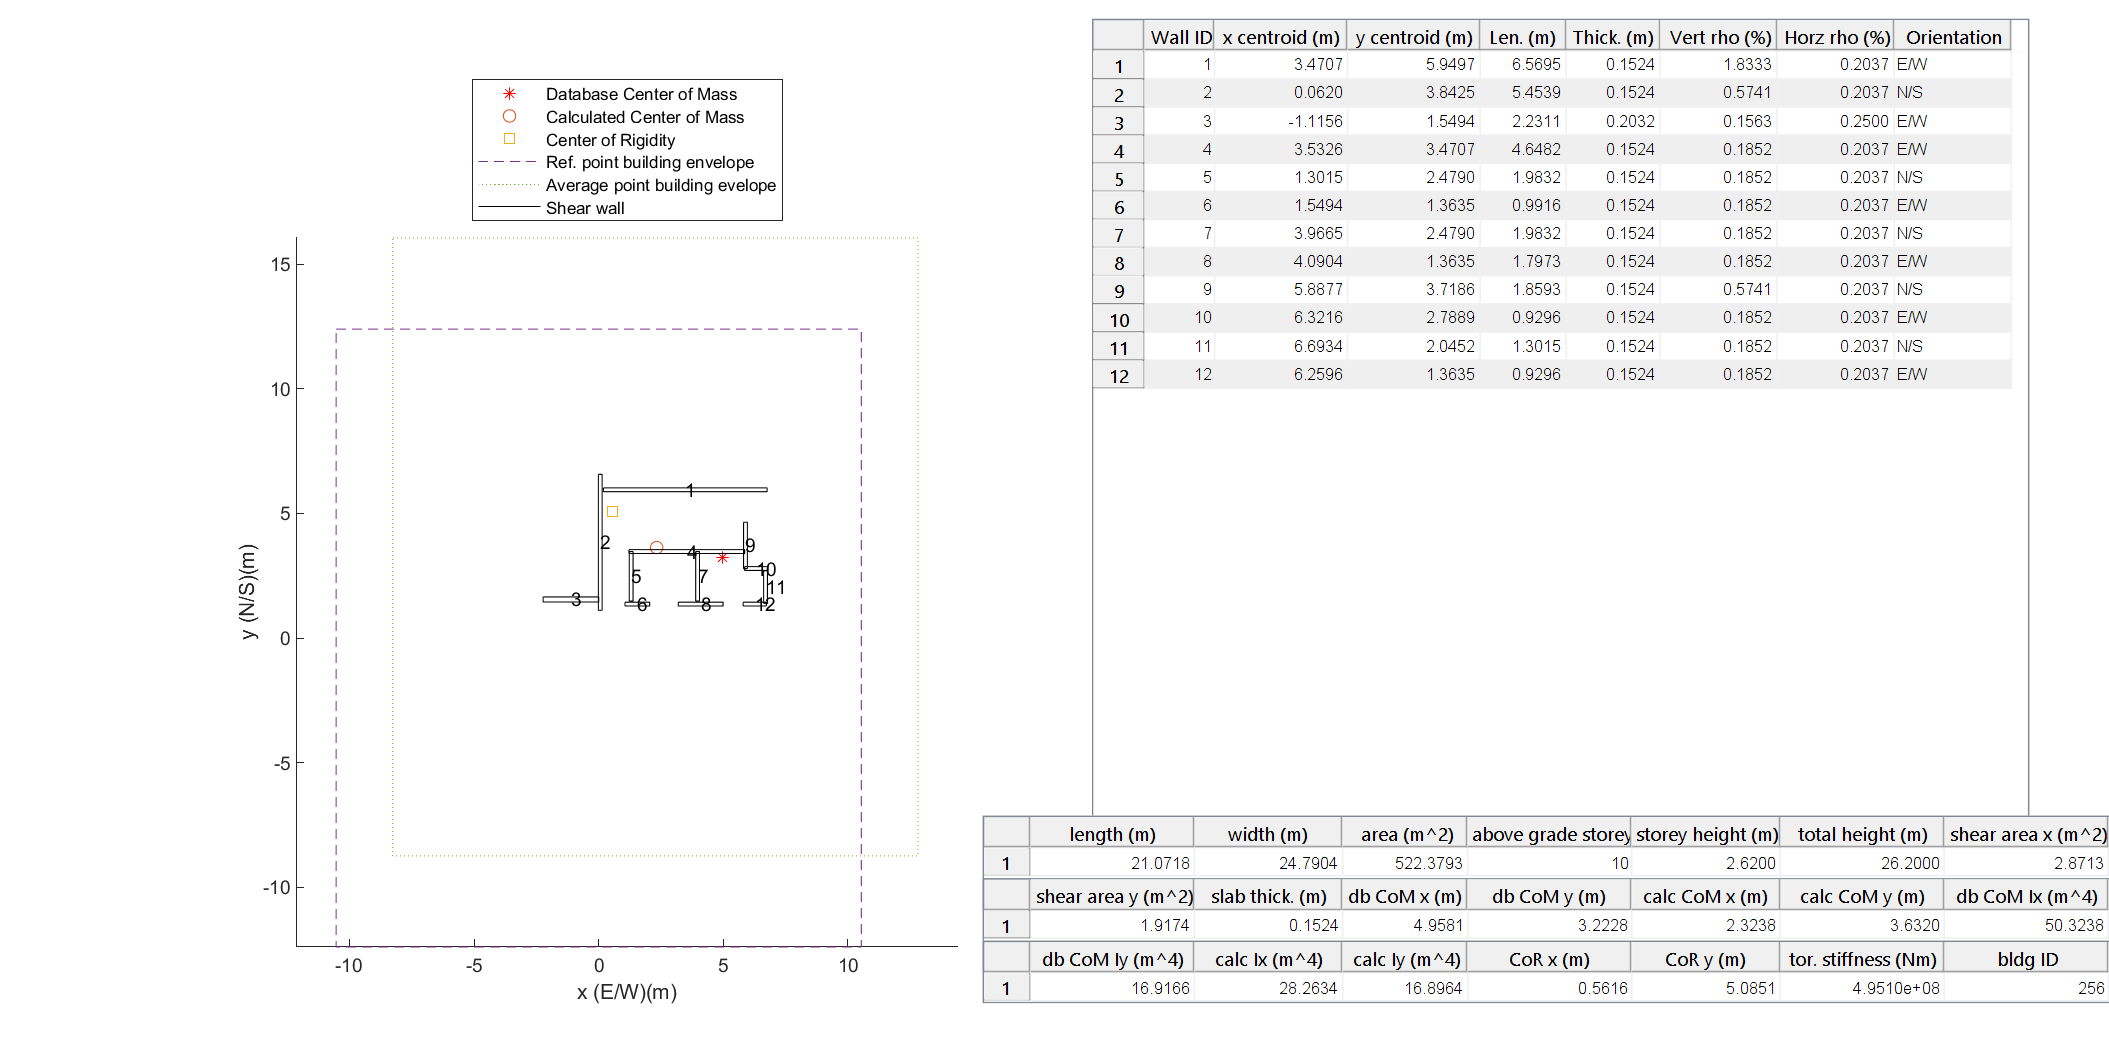 Database Center of Mass
Calculated Center of Mass
Center of Rigidity
Ref. point building envelope
Average point building evelope
Shear wall
15
10
5
0
-5
-10
y (N/S)(m)
-10 -5 0 5 10
x (E/W)(m)
1
2
3
4
5
6
7
8
9
10
11
12
Wall ID x centroid (m) y centroid (m) Len. (m) Thick. (m) Vert rho (%) Horz rho (%) Orientation
1 1 3.4707 5.9497 6.5695 0.1524 1.8333 0.2037 E/W
2 2 0.0620 3.8425 5.4539 0.1524 0.5741 0.2037 N/S
3 3 -1.1156 1.5494 2.2311 0.2032 0.1563 0.2500 E/W
4 4 3.5326 3.4707 4.6482 0.1524 0.1852 0.2037 E/W
5 5 1.3015 2.4790 1.9832 0.1524 0.1852 0.2037 N/S
6 6 1.5494 1.3635 0.9916 0.1524 0.1852 0.2037 E/W
7 7 3.9665 2.4790 1.9832 0.1524 0.1852 0.2037 N/S
8 8 4.0904 1.3635 1.7973 0.1524 0.1852 0.2037 E/W
9 9 5.8877 3.7186 1.8593 0.1524 0.5741 0.2037 N/S
10 10 6.3216 2.7889 0.9296 0.1524 0.1852 0.2037 E/W
11 11 6.6934 2.0452 1.3015 0.1524 0.1852 0.2037 N/S
12 12 6.2596 1.3635 0.9296 0.1524 0.1852 0.2037 E/W
length (m) width (m) area (m^2) above grade storey storey height (m) total height (m) shear area x (m^2)
1 21.0718 24.7904 522.3793 10 2.6200 26.2000 2.8713
shear area y (m^2) slab thick. (m) db CoM x (m) db CoM y (m) calc CoM x (m) calc CoM y (m) db CoM Ix (m^4)
1 1.9174 0.1524 4.9581 3.2228 2.3238 3.6320 50.3238
db CoM Iy (m^4) calc Ix (m^4) calc Iy (m^4) CoR x (m) CoR y (m) tor. stiffness (Nm) bldg ID
1 16.9166 28.2634 16.8964 0.5616 5.0851 4.9510e+08 256